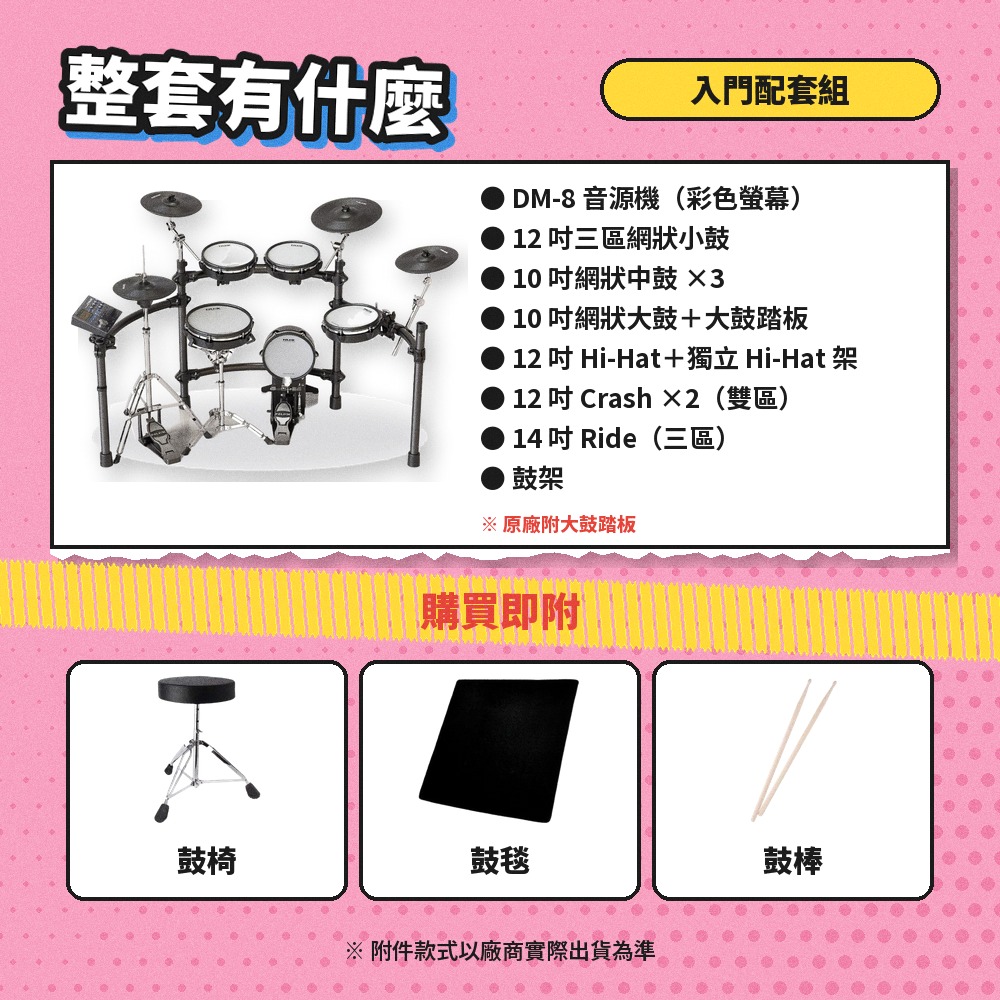 整套有什麼
入門配套組
● DM-8 音源機（彩色螢幕）
● 12 吋三區網狀小鼓
● 10 吋網狀中鼓 ×3
● 10 吋網狀大鼓＋大鼓踏板
● 12 吋 Hi-Hat＋獨立 Hi-Hat 架
● 12 吋 Crash ×2（雙區）
● 14 吋 Ride（三區）
● 鼓架
※ 原廠附大鼓踏板
購買即附
鼓椅
鼓毯
鼓棒
※ 附件款式以廠商實際出貨為準